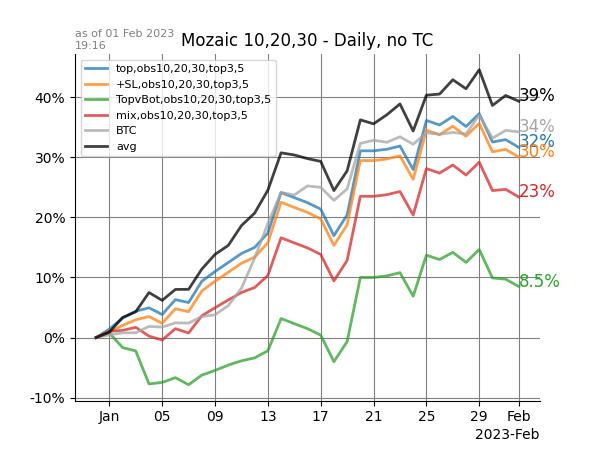 as of 01 Feb 2023
19:16
Mozaic 10,20,30 - Daily, no TC
top,obs10,20,30,top3,5
+SL,obs10,20,30,top3,5
TopvBot,obs10,20,30,top3,5
mix,obs10,20,30,top3,5
BTC
avg
40%
30%
20%
10%
0%
-10%
39%
34%
32%
30%
23%
8.5%
Jan 05 09 13 17 21 25 29 Feb
2023-Feb